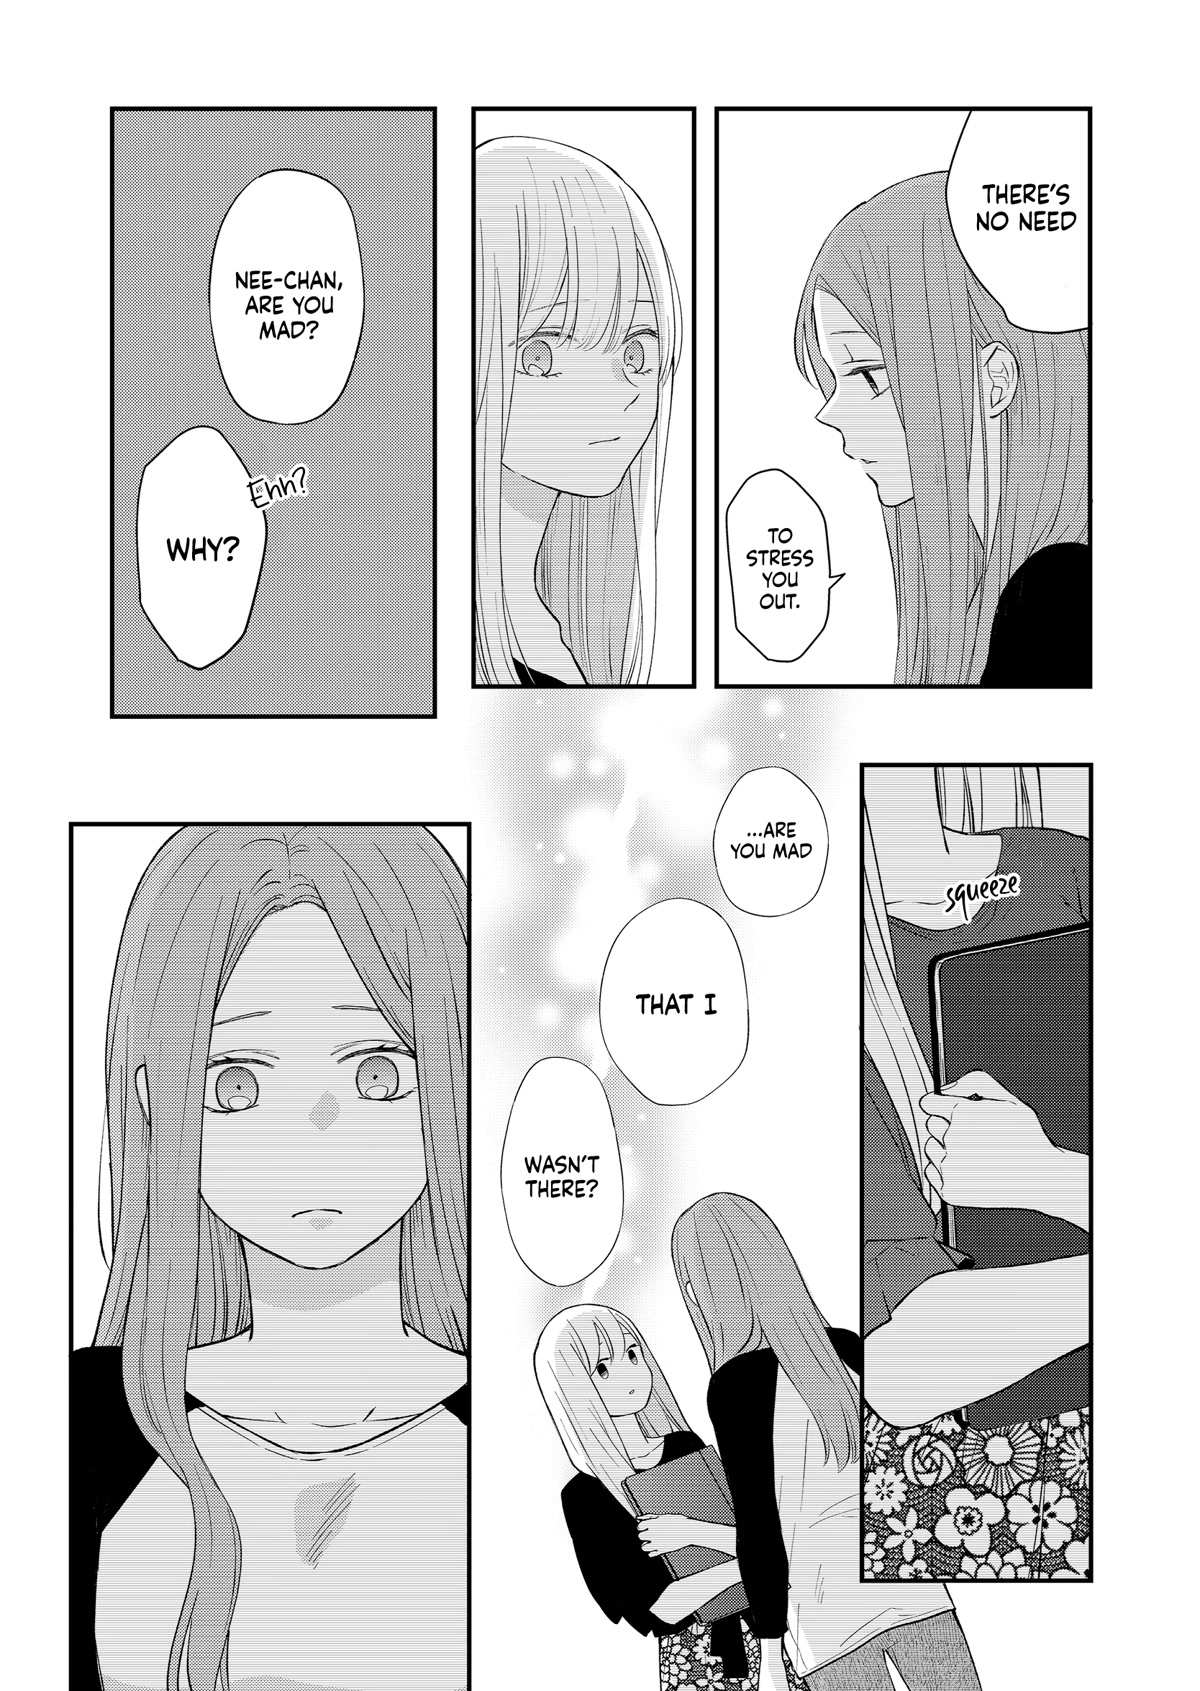 THERE'S
NO NEED
TO
STRESS
YOU
OUT.
NEE-CHAN,
ARE YOU
MAD?
Ehh?
WHY?
squeeze
...ARE
YOU MAD
THAT I
WASN'T
THERE?